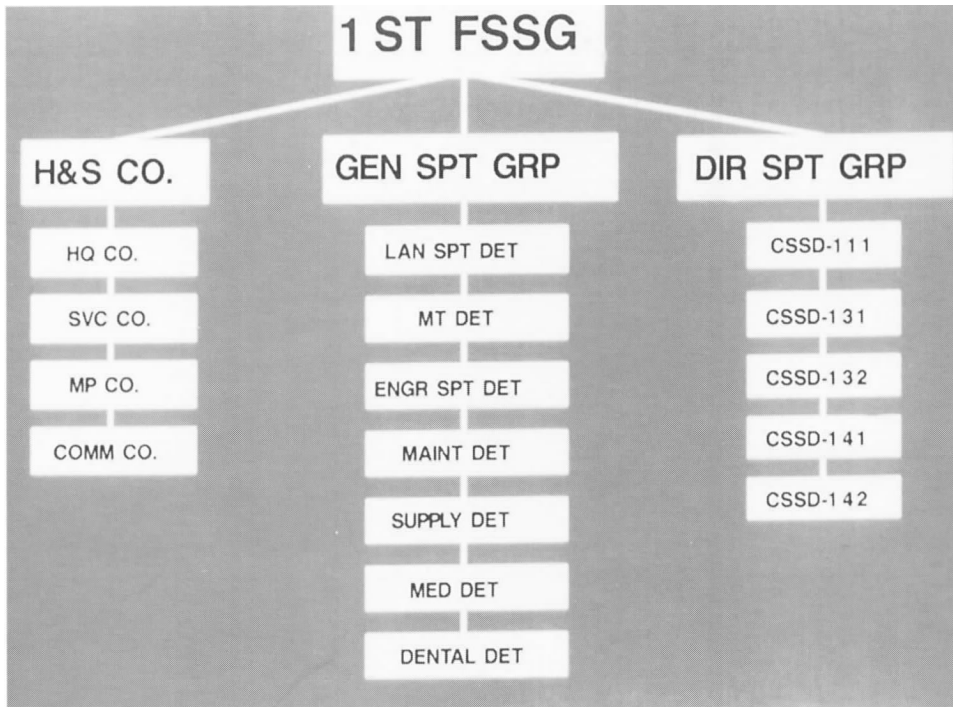 1 ST FSSG
H&S CO.
HQ CO.
SVC CO.
MP CO.
COMM CO.
GEN SPT GRP
LAN SPT DET
MT DET
ENGR SPT DET
MAINT DET
SUPPLY DET
MED DET
DENTAL DET
DIR SPT GRP
CSSD-111
CSSD-131
CSSD-132
CSSD-141
CSSD-142